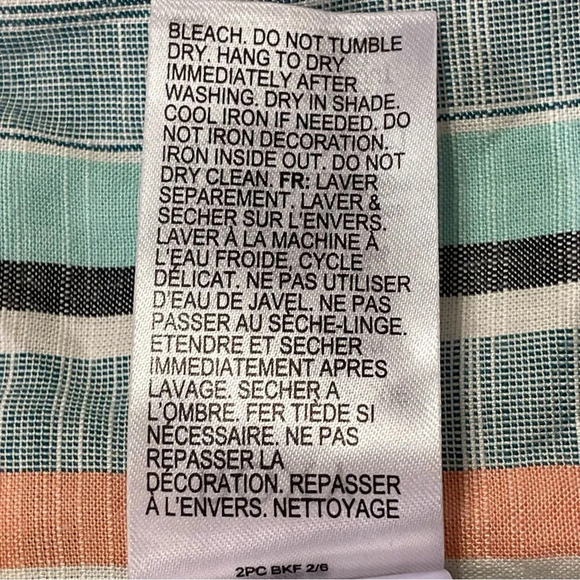 BLEACH. DO NOT TUMBLE
DRY. HANG TO DRY
IMMEDIATELY AFTER
WASHING. DRY IN SHADE.
COOL IRON IF NEEDED. DO
NOT IRON DECORATION.
IRON INSIDE OUT. DO NOT
DRY CLEAN. FR: LAVER
SEPAREMENT. LAVER &
SECHER SUR L'ENVERS.
LAVER À LA MACHINE À
L'EAU FROIDE, CYCLE
DÉLICAT. NE PAS UTILISER
D'EAU DE JAVEL. NE PAS
PASSER AU SÈCHE-LINGE.
ETENDRE ET SECHER
IMMEDIATEMENT APRES
LAVAGE. SECHER A
L'OMBRE. FER TIÈDE SI
NÉCESSAIRE. NE PAS
REPASSER LA
DÉCORATION. REPASSER
À L'ENVERS. NETTOYAGE
2PC BKF 2/6